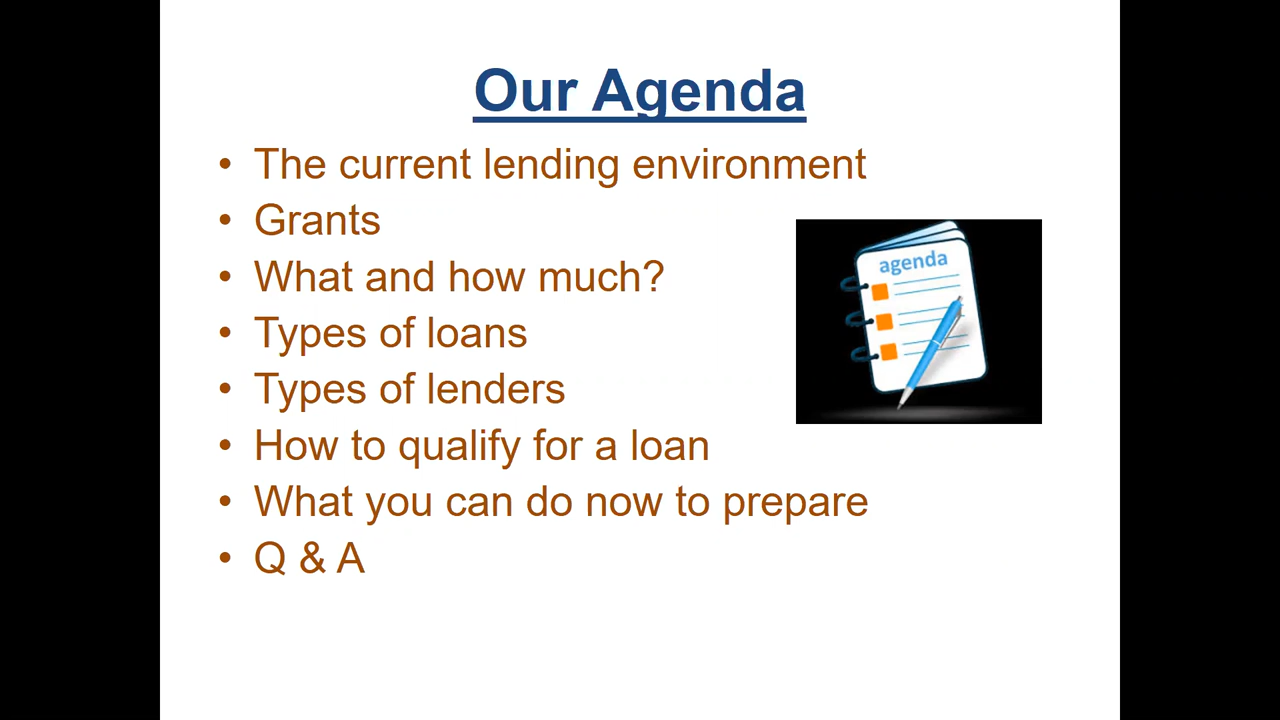 Our Agenda
• The current lending environment
• Grants
• What and how much?
• Types of loans
• Types of lenders
• How to qualify for a loan
• What you can do now to prepare
• Q & A
agenda